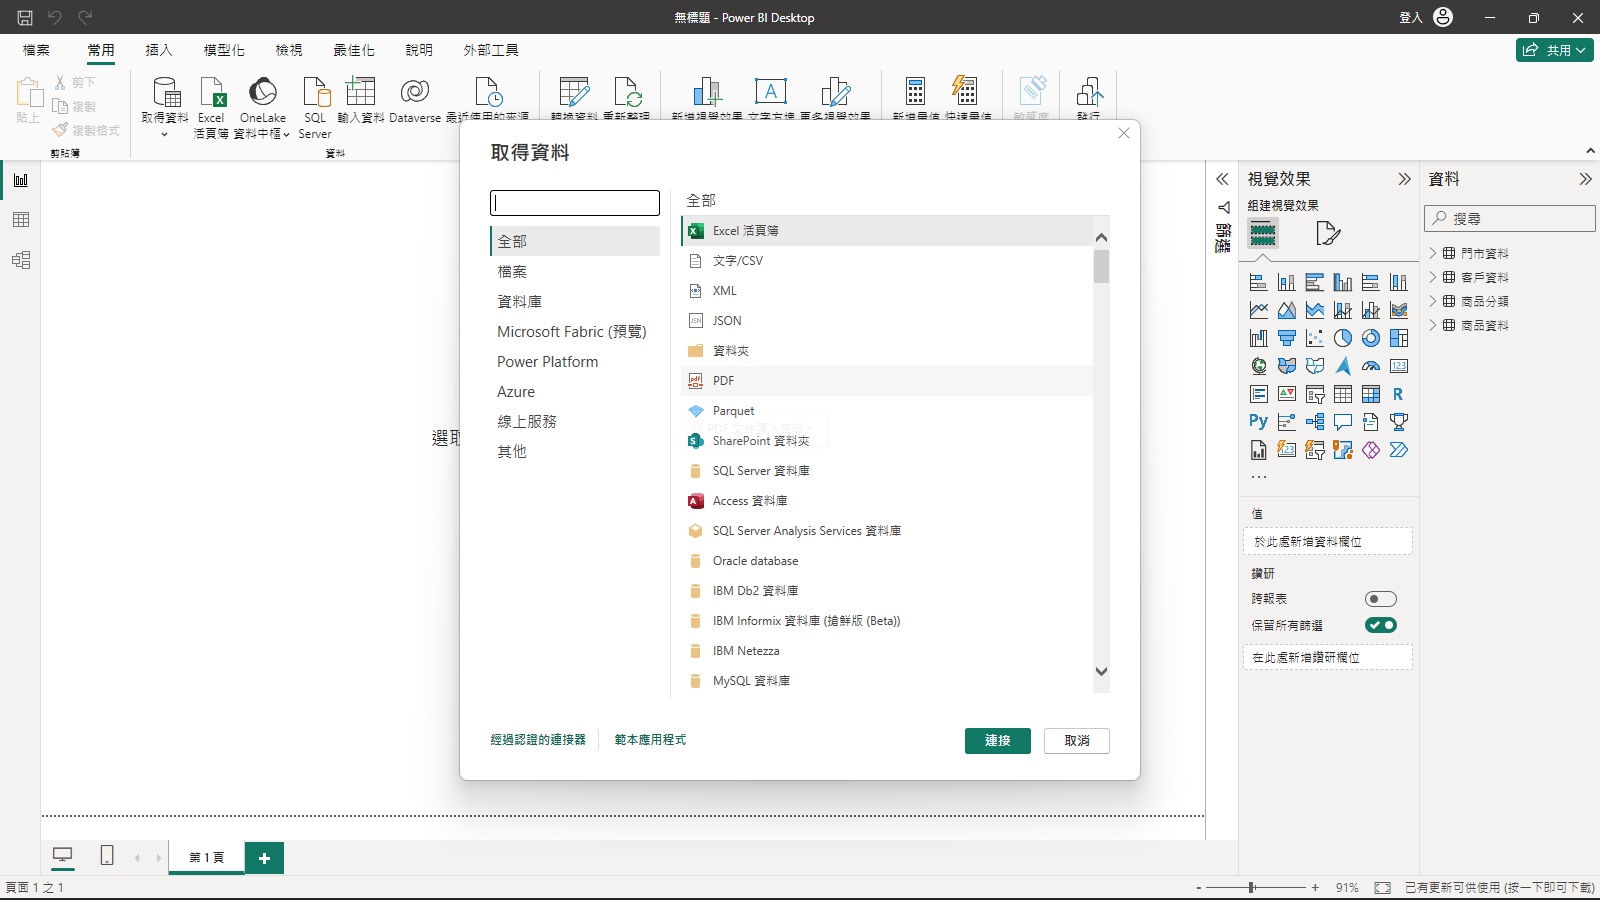 無標題 - Power BI Desktop
登入
檔案
常用
插入
模型化
檢視
最佳化
說明
外部工具
共用
貼上
剪下
複製
複製格式
剪貼簿
取得資料
Excel
活頁簿
OneLake
資料中樞
SQL
Server
輸入資料
Dataverse
最近使用的來源
資料
轉換資料
重新整理
新增視覺效果
文字方塊
更多視覺效果
新增量值
快速量值
敏感度
發行
取得資料
全部
檔案
資料庫
Microsoft Fabric (預覽)
Power Platform
Azure
線上服務
其他
全部
Excel 活頁簿
文字/CSV
XML
JSON
資料夾
PDF
Parquet
SharePoint 資料夾
SQL Server 資料庫
Access 資料庫
SQL Server Analysis Services 資料庫
Oracle database
IBM Db2 資料庫
IBM Informix 資料庫 (搶鮮版 (Beta))
IBM Netezza
MySQL 資料庫
經過認證的連接器
範本應用程式
連接
取消
選取
篩選
視覺效果
組建視覺效果
值
於此處新增資料欄位
鑽研
跨報表
保留所有篩選
在此處新增鑽研欄位
資料
搜尋
門市資料
客戶資料
商品分類
商品資料
第 1 頁
頁面 1 之 1
- + 91%
已有更新可供使用 (按一下即可下載)